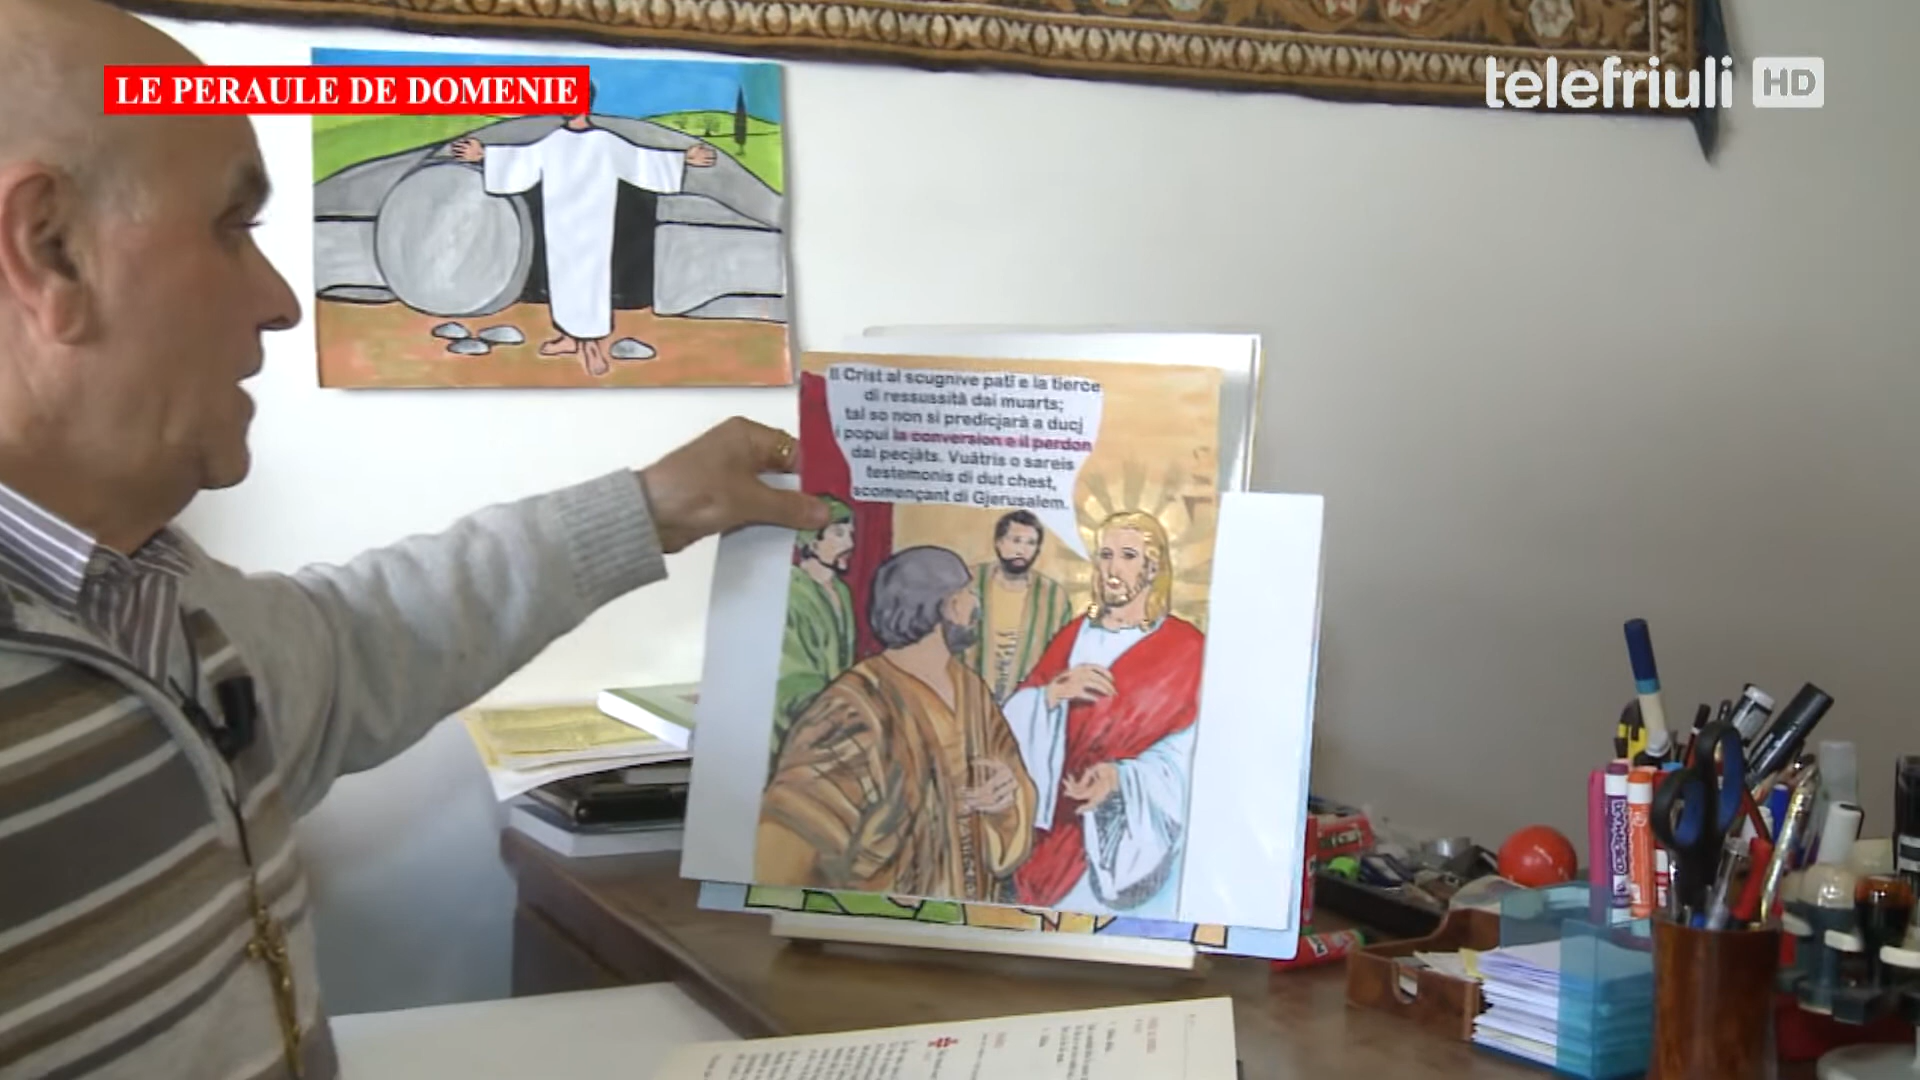 LE PERAULE DE DOMENIE
telefriuli HD
Il Crist al scugnive patî e la tierce
di ressussitâ dai muarts;
tal so non si predicjarà a ducj
i popui la conversion e il perdon
dai pecjâts. Vuâtris o sareis
testemonis di dut chest,
scomençant di Gjerusalem.